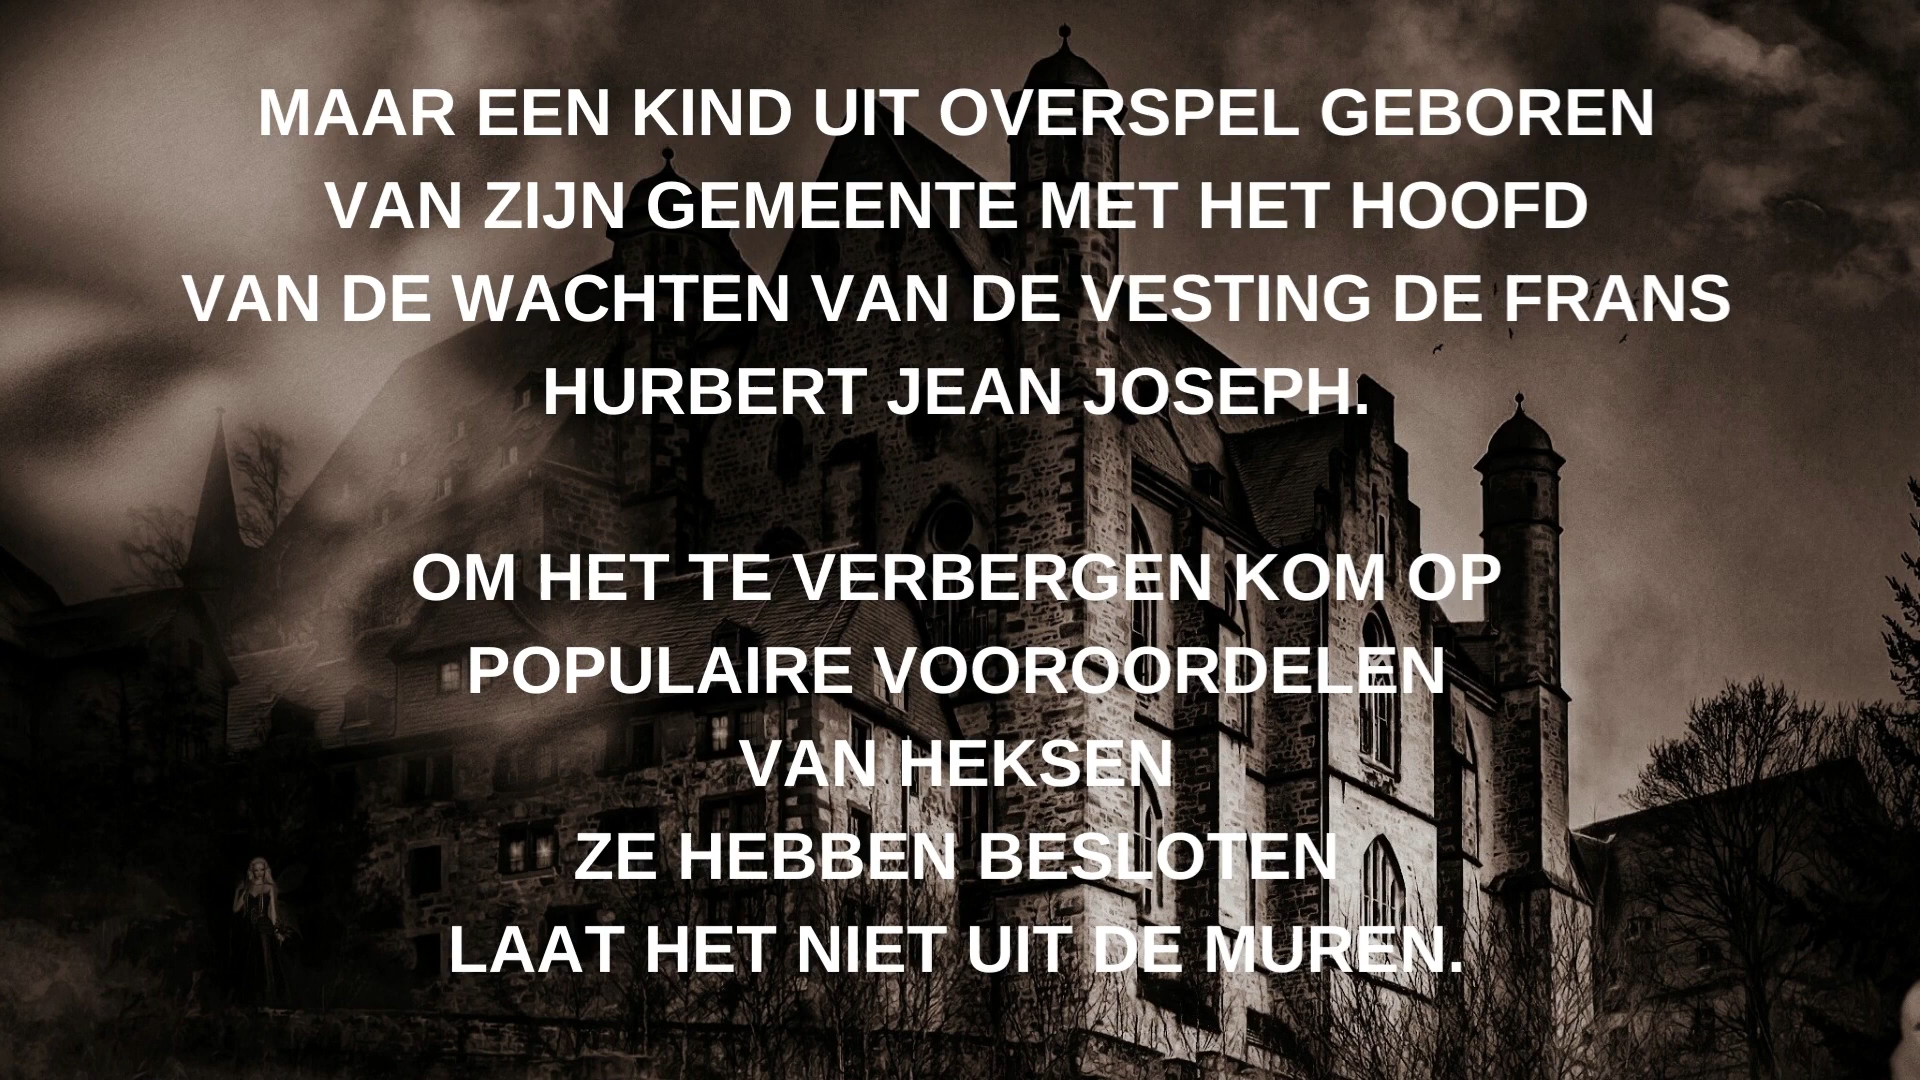 MAAR EEN KIND UIT OVERSPEL GEBOREN
VAN ZIJN GEMEENTE MET HET HOOFD
VAN DE WACHTEN VAN DE VESTING DE FRANS
HURBERT JEAN JOSEPH.
OM HET TE VERBERGEN KOM OP
POPULAIRE VOOROORDELEN
VAN HEKSEN
ZE HEBBEN BESLOTEN
LAAT HET NIET UIT DE MUREN.